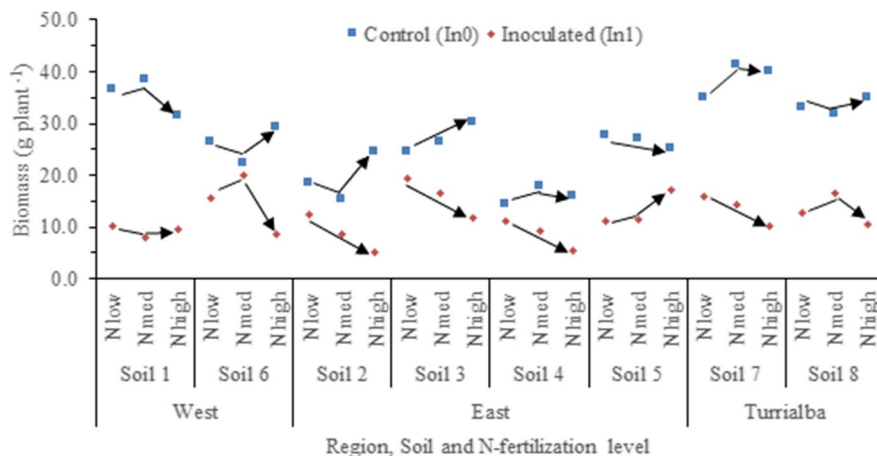 50.0
Control (In0) Inoculated (In1)
40.0
30.0
20.0
10.0
0.0
Biomass (g plant -1)
Nlow Nmed Nhigh Nlow Nmed Nhigh Nlow Nmed Nhigh Nlow Nmed Nhigh Nlow Nmed Nhigh Nlow Nmed Nhigh Nlow Nmed Nhigh Nlow Nmed Nhigh
Soil 1 Soil 6 Soil 2 Soil 3 Soil 4 Soil 5 Soil 7 Soil 8
West East Turrialba
Region, Soil and N-fertilization level